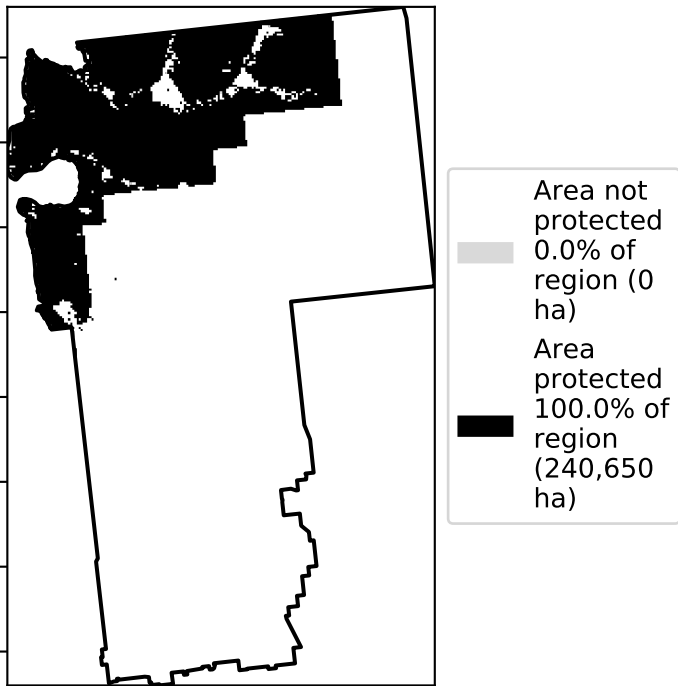 Area not
protected
0.0% of
region (0
ha)
Area
protected
100.0% of
region
(240,650
ha)